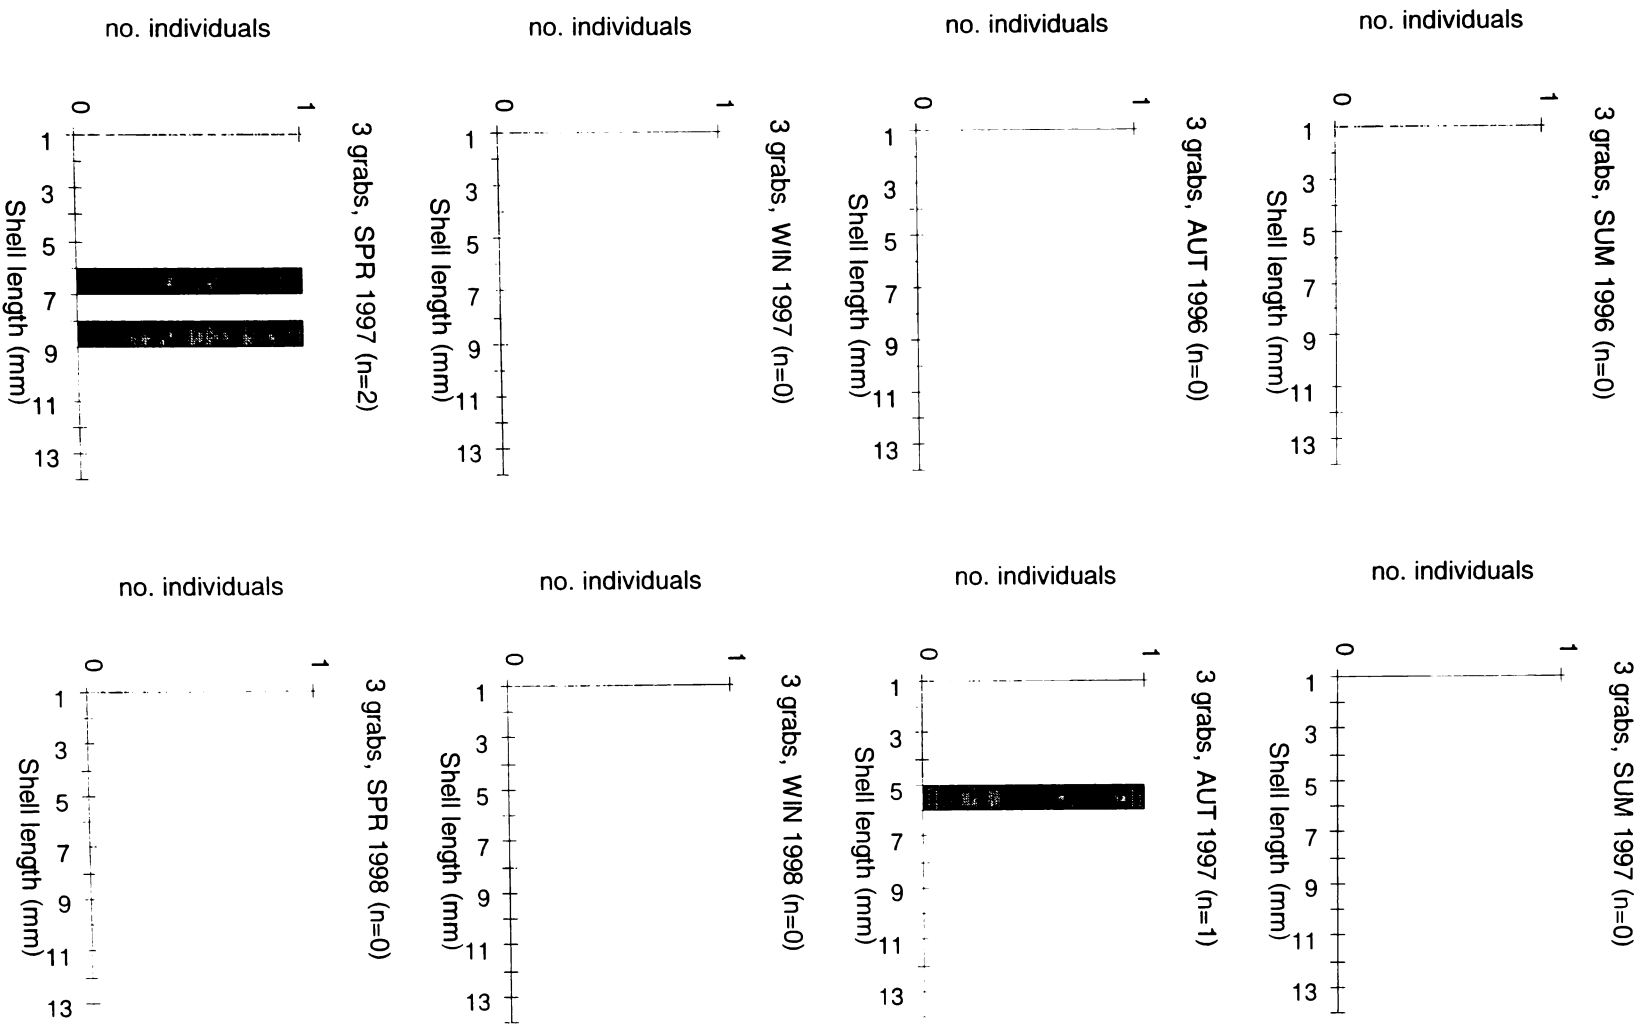 3 grabs, SUM 1996 (n=0)
no. individuals
0 1
1 3 5 7 9 11 13
Shell length (mm)
3 grabs, AUT 1996 (n=0)
no. individuals
0 1
1 3 5 7 9 11 13
Shell length (mm)
3 grabs, WIN 1997 (n=0)
no. individuals
0 1
1 3 5 7 9 11 13
Shell length (mm)
3 grabs, SPR 1997 (n=2)
no. individuals
0 1
1 3 5 7 9 11 13
Shell length (mm)
3 grabs, SUM 1997 (n=0)
no. individuals
0 1
1 3 5 7 9 11 13
Shell length (mm)
3 grabs, AUT 1997 (n=1)
no. individuals
0 1
1 3 5 7 9 11 13
Shell length (mm)
3 grabs, WIN 1998 (n=0)
no. individuals
0 1
1 3 5 7 9 11 13
Shell length (mm)
3 grabs, SPR 1998 (n=0)
no. individuals
0 1
1 3 5 7 9 11 13
Shell length (mm)